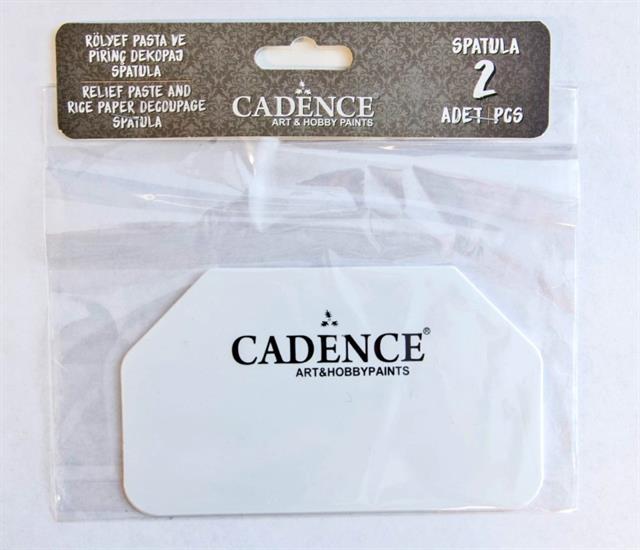 RÖLYEF PASTA VE
PİRİNÇ DEKOPAJ
SPATULA
RELIEF PASTE AND
RICE PAPER DECOUPAGE
SPATULA
CADENCE
ART & HOBBY PAINTS
SPATULA
2
ADET-PCS
CADENCE®
ART&HOBBYPAINTS